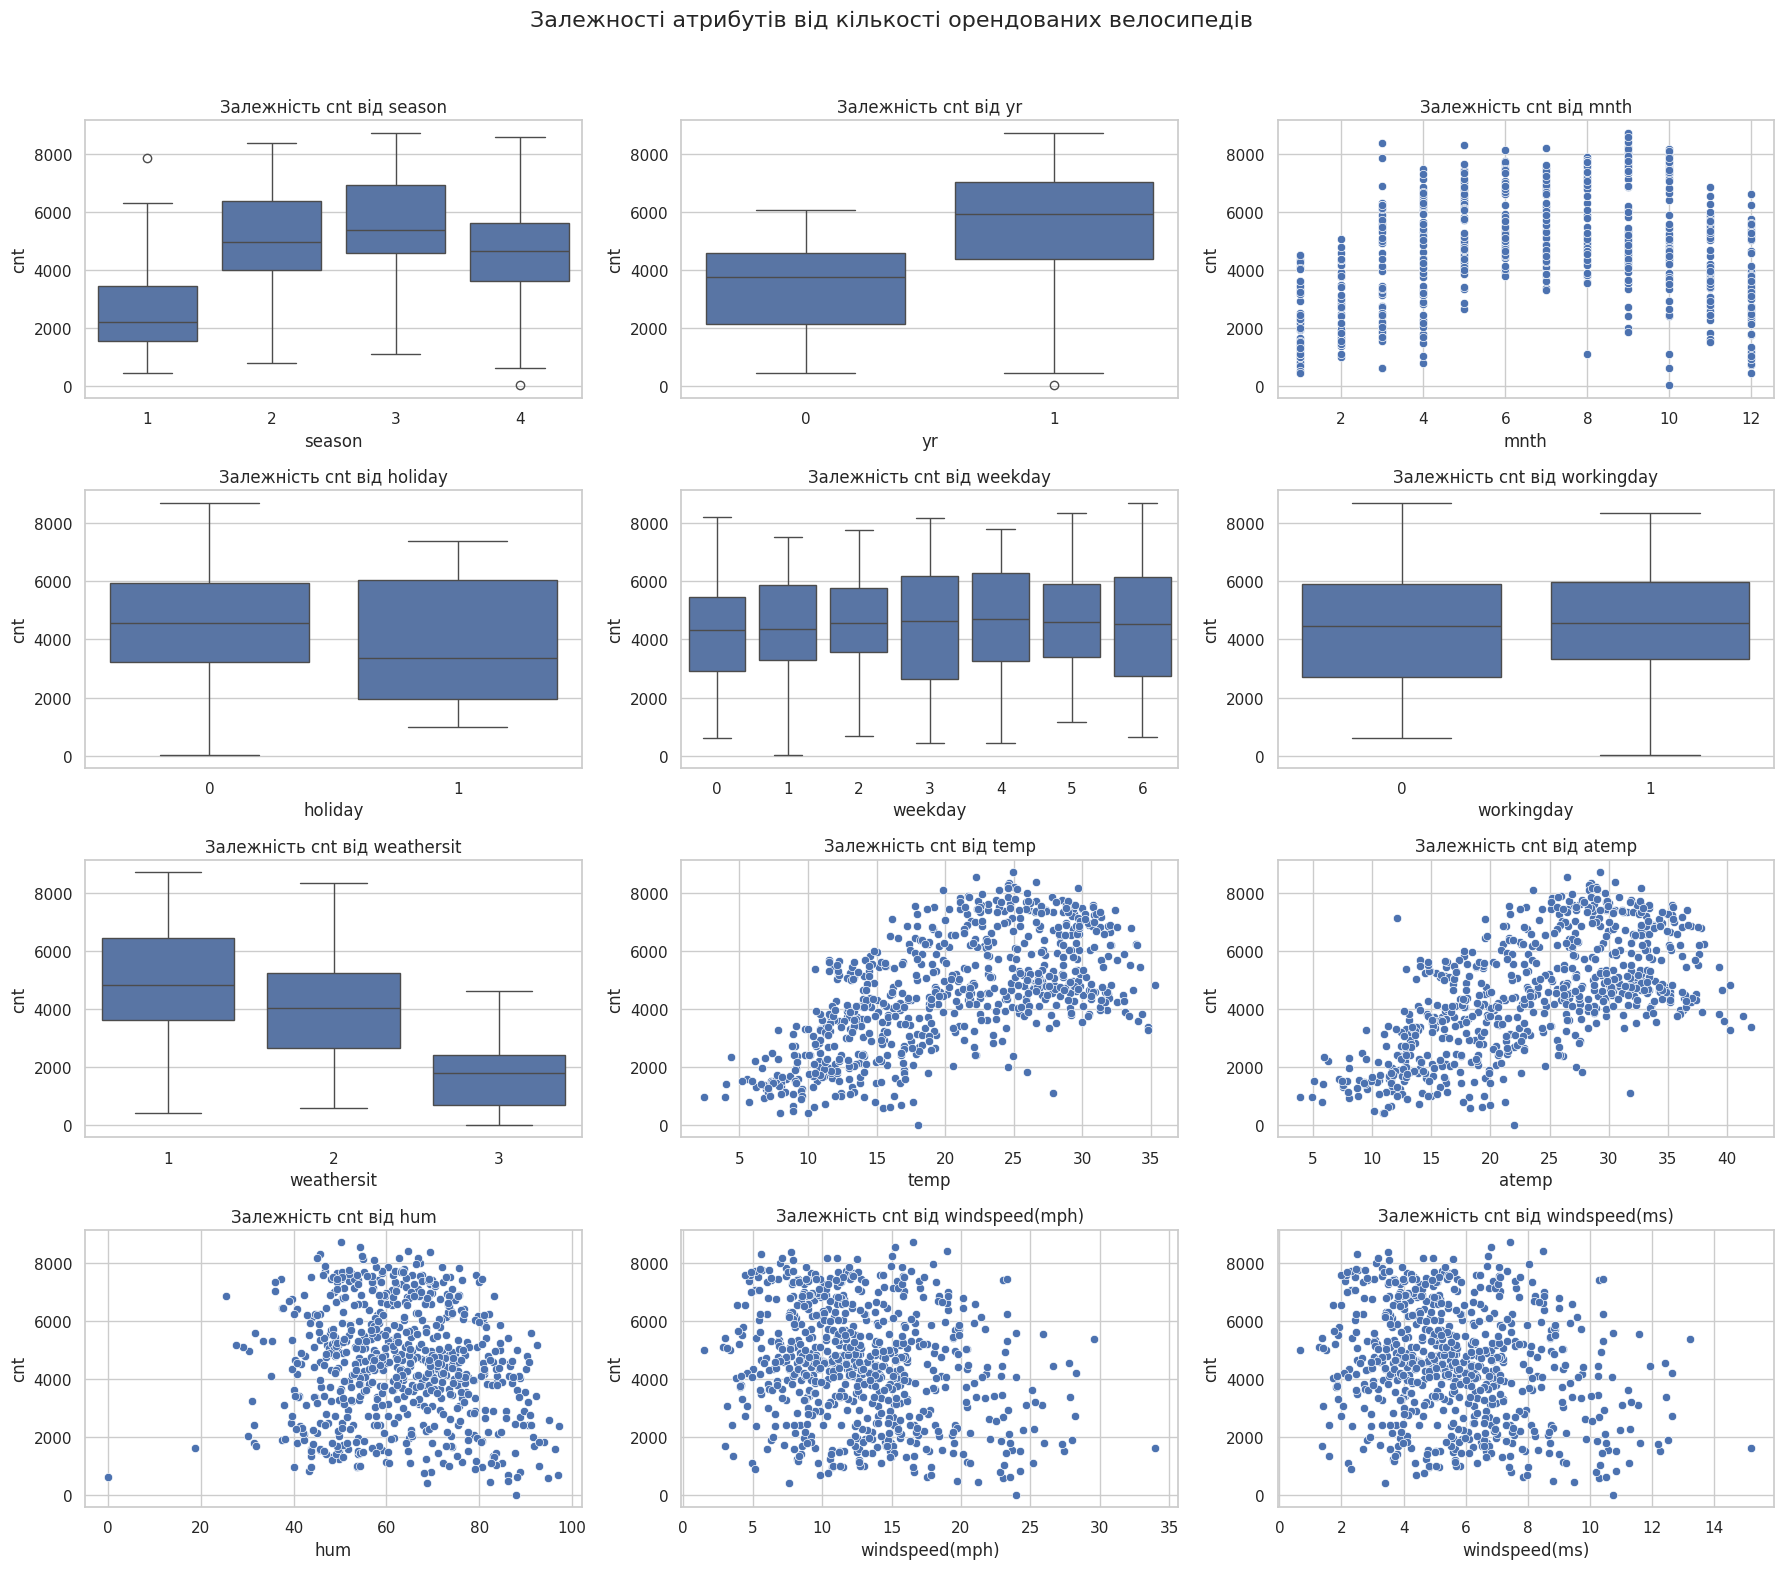 Залежності атрибутів від кількості орендованих велосипедів
Залежність cnt від season
cnt
8000
6000
4000
2000
0
1 2 3 4
season
Залежність cnt від yr
cnt
8000
6000
4000
2000
0
0 1
yr
Залежність cnt від mnth
cnt
8000
6000
4000
2000
0
2 4 6 8 10 12
mnth
Залежність cnt від holiday
cnt
8000
6000
4000
2000
0
0 1
holiday
Залежність cnt від weekday
cnt
8000
6000
4000
2000
0
0 1 2 3 4 5 6
weekday
Залежність cnt від workingday
cnt
8000
6000
4000
2000
0
0 1
workingday
Залежність cnt від weathersit
cnt
8000
6000
4000
2000
0
1 2 3
weathersit
Залежність cnt від temp
cnt
8000
6000
4000
2000
0
5 10 15 20 25 30 35
temp
Залежність cnt від atemp
cnt
8000
6000
4000
2000
0
5 10 15 20 25 30 35 40
atemp
Залежність cnt від hum
cnt
8000
6000
4000
2000
0
0 20 40 60 80 100
hum
Залежність cnt від windspeed(mph)
cnt
8000
6000
4000
2000
0
0 5 10 15 20 25 30 35
windspeed(mph)
Залежність cnt від windspeed(ms)
cnt
8000
6000
4000
2000
0
0 2 4 6 8 10 12 14
windspeed(ms)